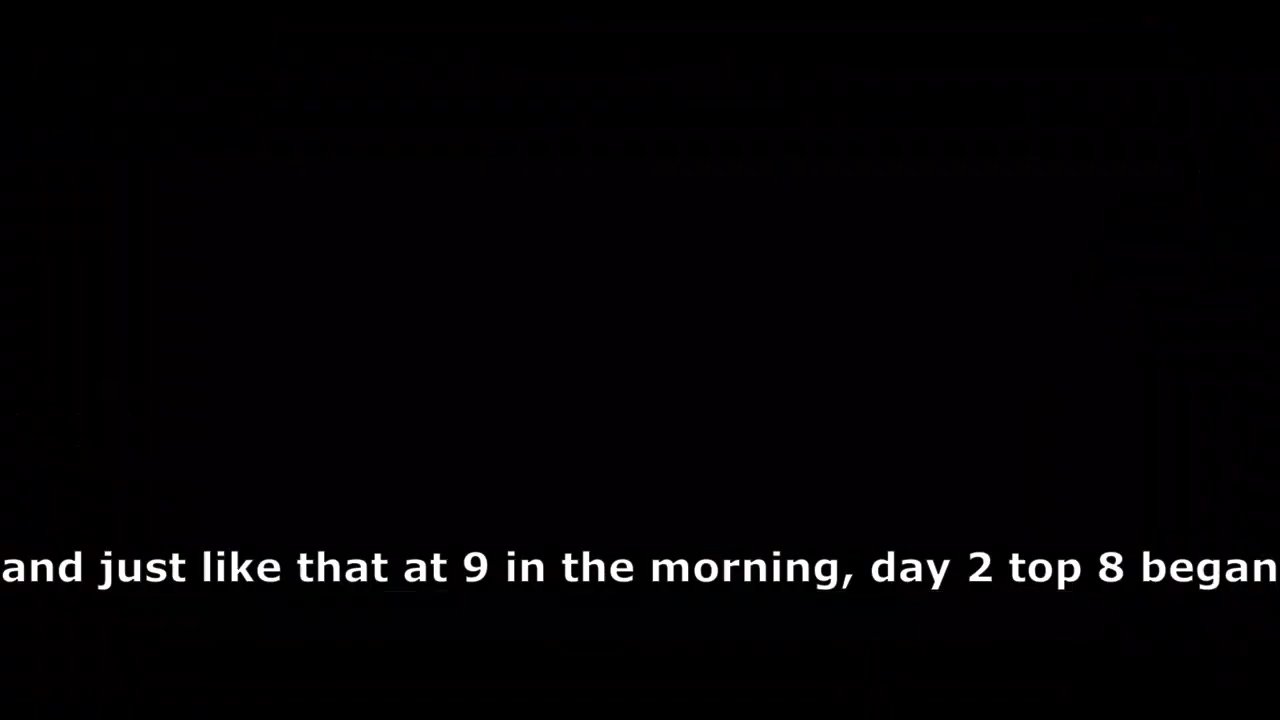 and just like that at 9 in the morning, day 2 top 8 began